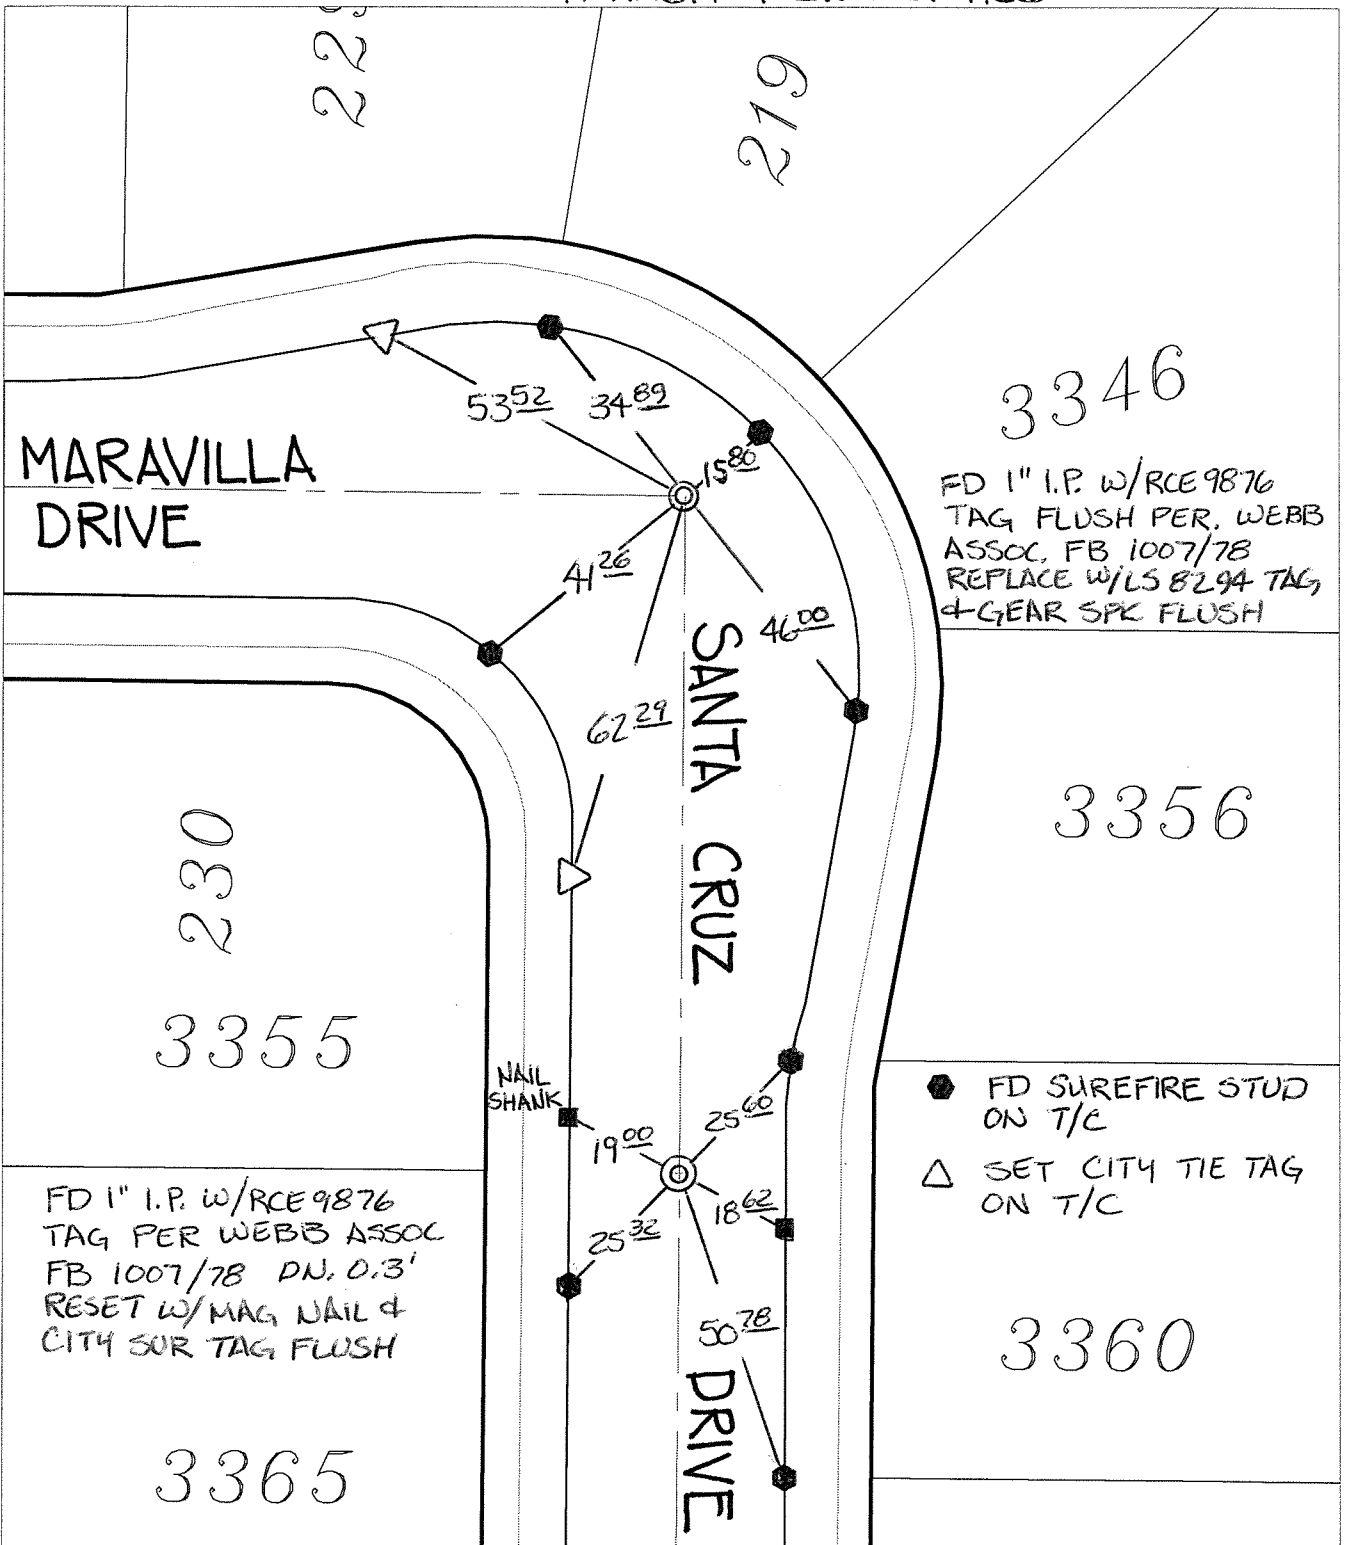 219
MARAVILLA
DRIVE
53 52
34 89
15 80
41 26
62 29
46 00
SANTA CRUZ DRIVE
3346
FD 1" I.P. W/RCE 9876
TAG FLUSH PER. WEBB
ASSOC. FB 1007/78
REPLACE W/LS 8294 TAG
& GEAR SPK FLUSH
3356
230
3355
NAIL
SHANK
19 00
25 60
18 62
25 32
50 78
FD SUREFIRE STUD
ON T/C
SET CITY TIE TAG
ON T/C
FD 1" I.P. W/RCE 9876
TAG PER WEBB ASSOC
FB 1007/78 DN. 0.3'
RESET W/MAG NAIL &
CITY SUR TAG FLUSH
3360
3365